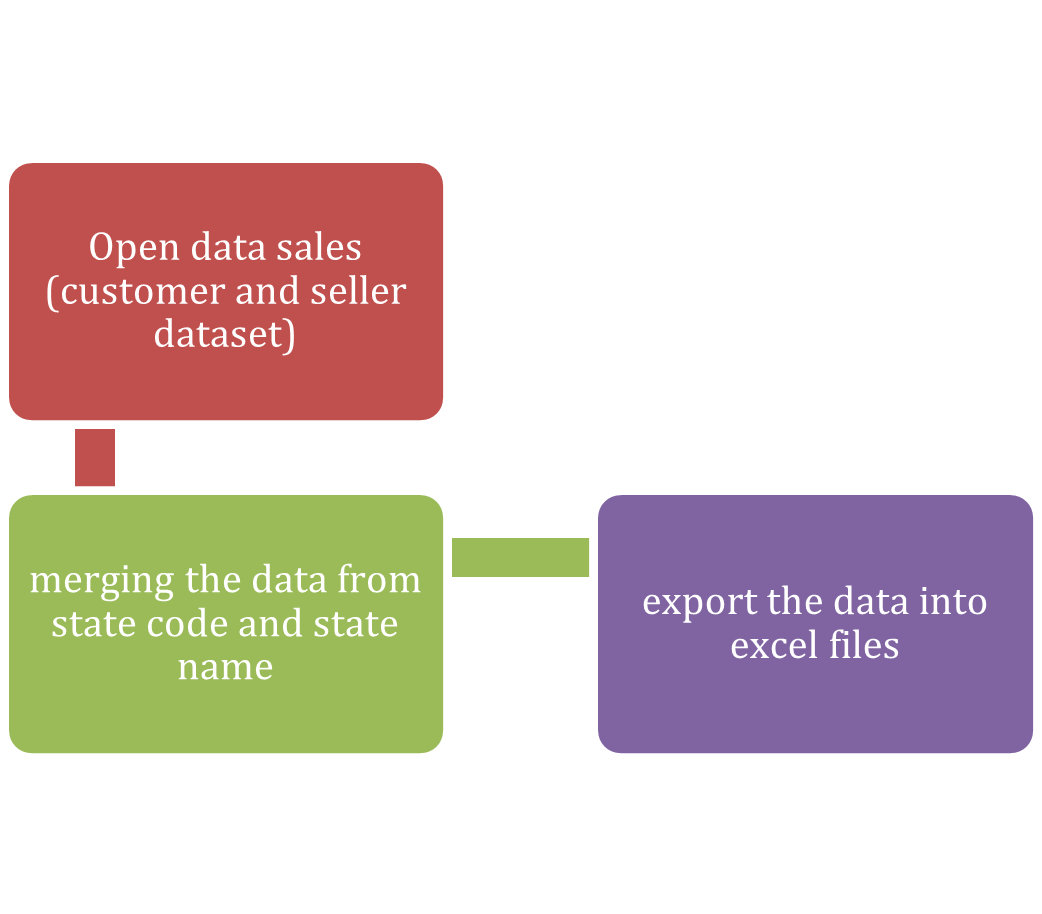 Open data sales
(customer and seller
dataset)
merging the data from
state code and state
name
export the data into
excel files